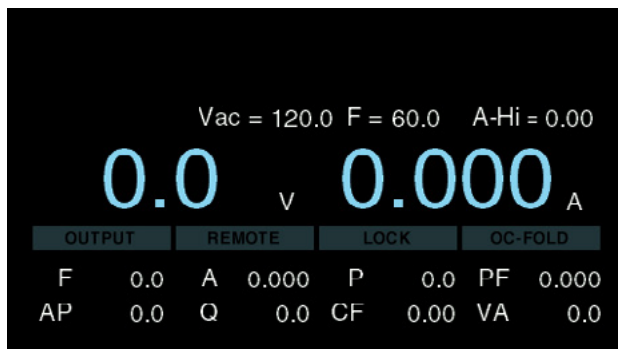 Vac = 120.0 F = 60.0 A-Hi = 0.00
0.0 V 0.000 A
OUTPUT REMOTE LOCK OC-FOLD
F 0.0 A 0.000 P 0.0 PF 0.000
AP 0.0 Q 0.0 CF 0.00 VA 0.0